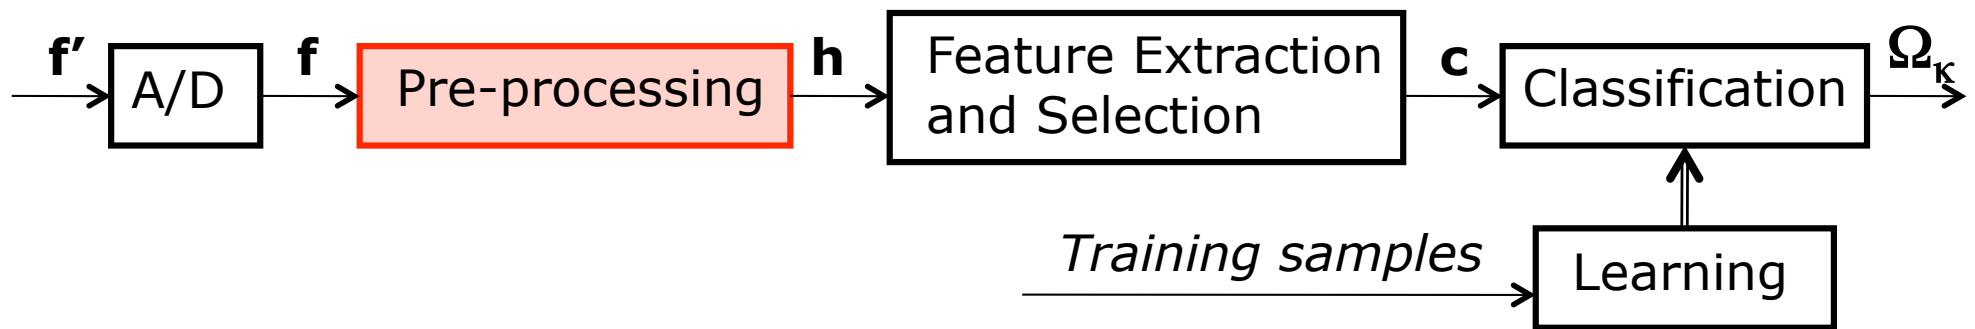 f′
A/D
f
Pre-processing
h
Feature Extraction
and Selection
c
Classification
Ωκ
Training samples
Learning